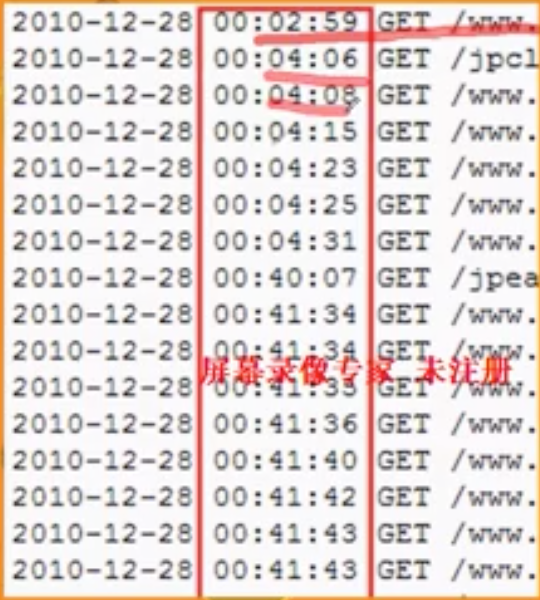 2010-12-28 00:02:59 GET /www.
2010-12-28 00:04:06 GET /jpcl
2010-12-28 00:04:08 GET /www.
2010-12-28 00:04:15 GET /www.
2010-12-28 00:04:23 GET /www.
2010-12-28 00:04:25 GET /www.
2010-12-28 00:04:31 GET /www.
2010-12-28 00:40:07 GET /jpea
2010-12-28 00:41:34 GET /www.
2010-12-28 00:41:34 GET /www.
屏幕录像专家 未注册
2010-12-28 00:41:35 GET /www.
2010-12-28 00:41:36 GET /www.
2010-12-28 00:41:40 GET /www.
2010-12-28 00:41:42 GET /www.
2010-12-28 00:41:43 GET /www.
2010-12-28 00:41:43 GET /www.